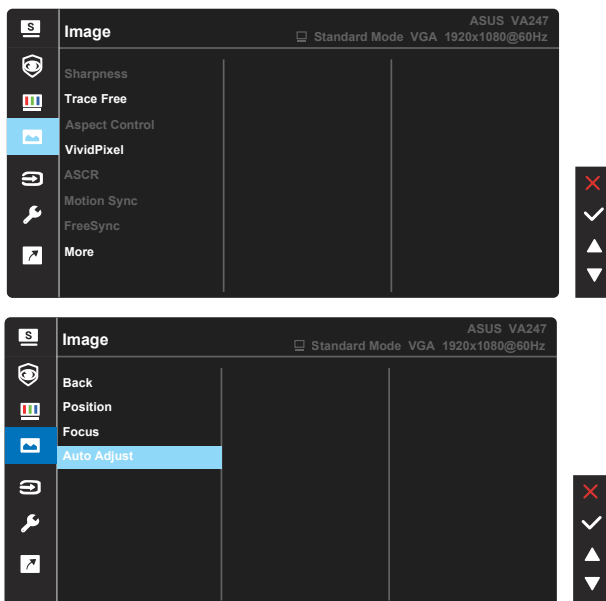 S
Image
ASUS VA247
Standard Mode VGA 1920x1080@60Hz
Sharpness
Trace Free
Aspect Control
VividPixel
ASCR
Motion Sync
FreeSync
More
S
Image
ASUS VA247
Standard Mode VGA 1920x1080@60Hz
Back
Position
Focus
Auto Adjust